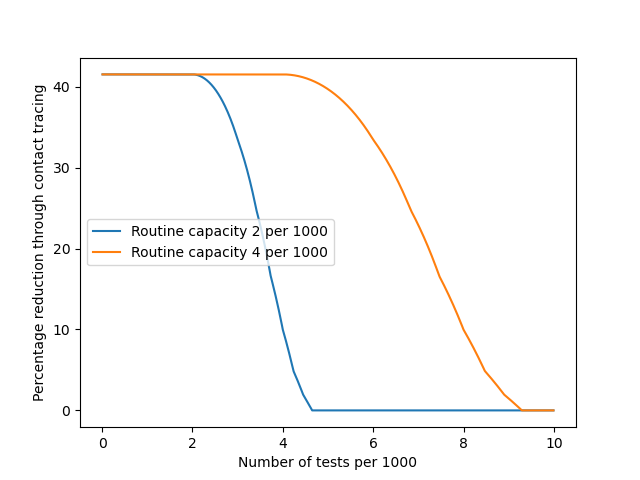 40
30
20
10
0
Percentage reduction through contact tracing
Routine capacity 2 per 1000
Routine capacity 4 per 1000
0 2 4 6 8 10
Number of tests per 1000